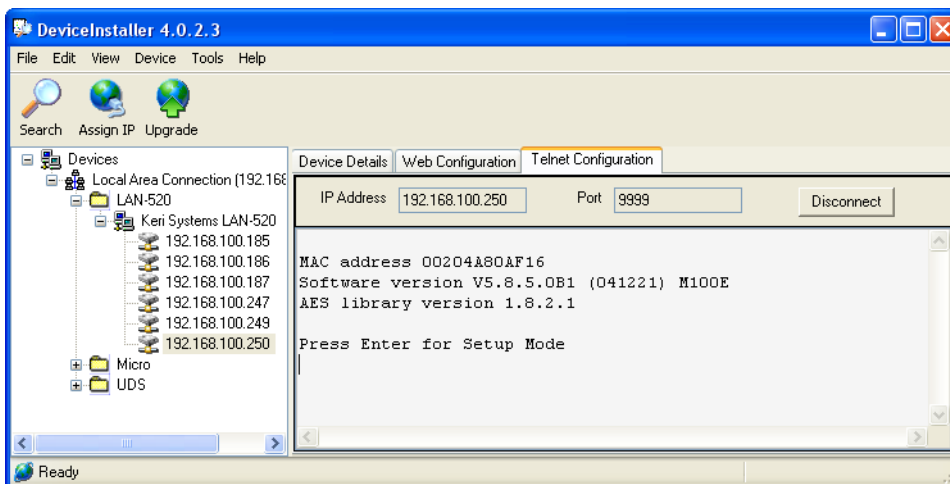 DeviceInstaller 4.0.2.3
File Edit View Device Tools Help
Search Assign IP Upgrade
Devices
Local Area Connection (192.168
LAN-520
Keri Systems LAN-520
192.168.100.185
192.168.100.186
192.168.100.187
192.168.100.247
192.168.100.249
192.168.100.250
Micro
UDS
Device Details Web Configuration Telnet Configuration
IP Address 192.168.100.250 Port 9999 Disconnect
MAC address 00204A80AF16
Software version V5.8.5.0B1 (041221) M100E
AES library version 1.8.2.1
Press Enter for Setup Mode
Ready